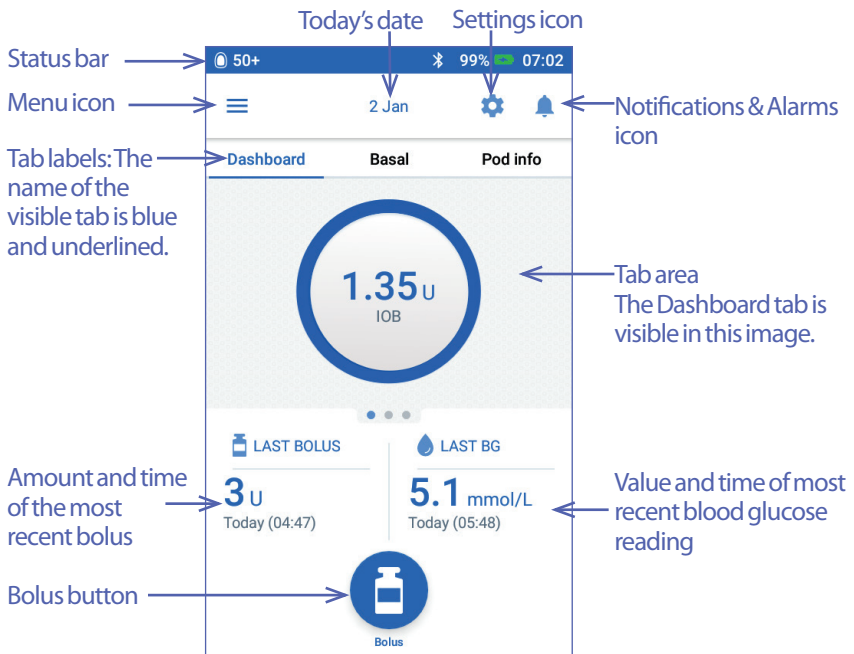 Today’s date
Settings icon
Status bar
50+
99%
07:02
Menu icon
2 Jan
Notifications & Alarms
icon
Tab labels: The
name of the
visible tab is blue
and underlined.
Dashboard
Basal
Pod info
1.35 U
IOB
Tab area
The Dashboard tab is
visible in this image.
LAST BOLUS
LAST BG
Amount and time
of the most
recent bolus
3 U
Today (04:47)
5.1 mmol/L
Today (05:48)
Value and time of most
recent blood glucose
reading
Bolus button
Bolus